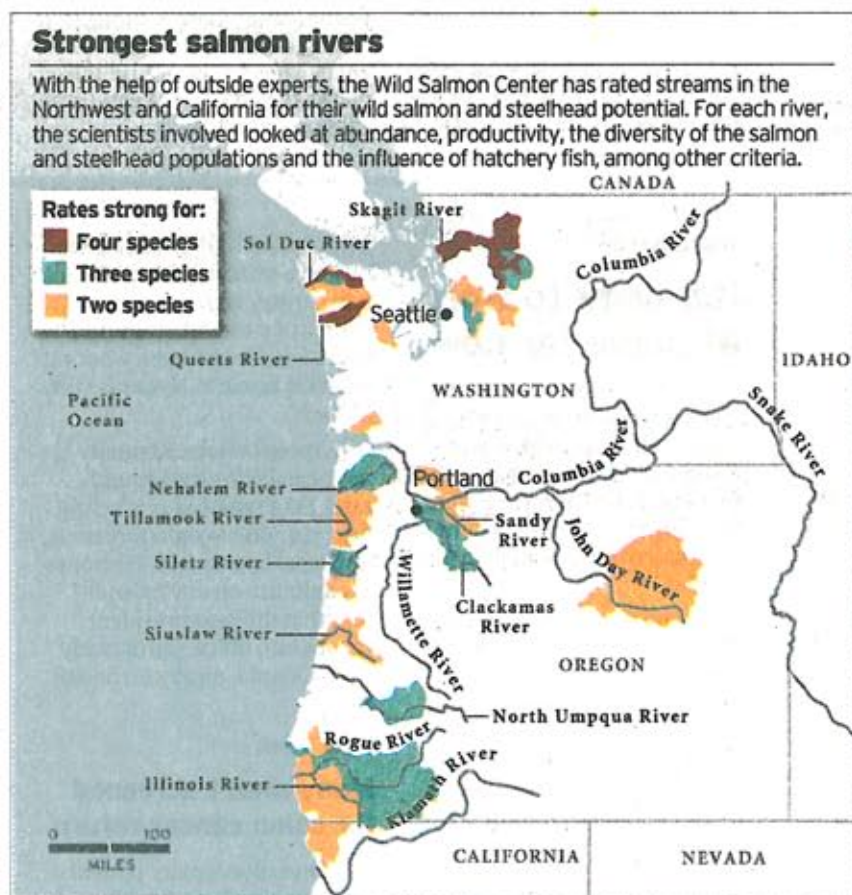 Strongest salmon rivers
With the help of outside experts, the Wild Salmon Center has rated streams in the
Northwest and California for their wild salmon and steelhead potential. For each river,
the scientists involved looked at abundance, productivity, the diversity of the salmon
and steelhead populations and the influence of hatchery fish, among other criteria.
CANADA
Rates strong for:
Four species
Three species
Two species
Skagit River
Sol Duc River
Columbia River
Seattle
Queets River
IDAHO
WASHINGTON
Pacific
Ocean
Snake River
Columbia River
Portland
Nehalem River
Tillamook River
Sandy
River
John Day River
Siletz River
Willamette River
Clackamas
River
Siuslaw River
OREGON
North Umpqua River
Rogue River
Illinois River
Klamath River
0 100
MILES
CALIFORNIA
NEVADA